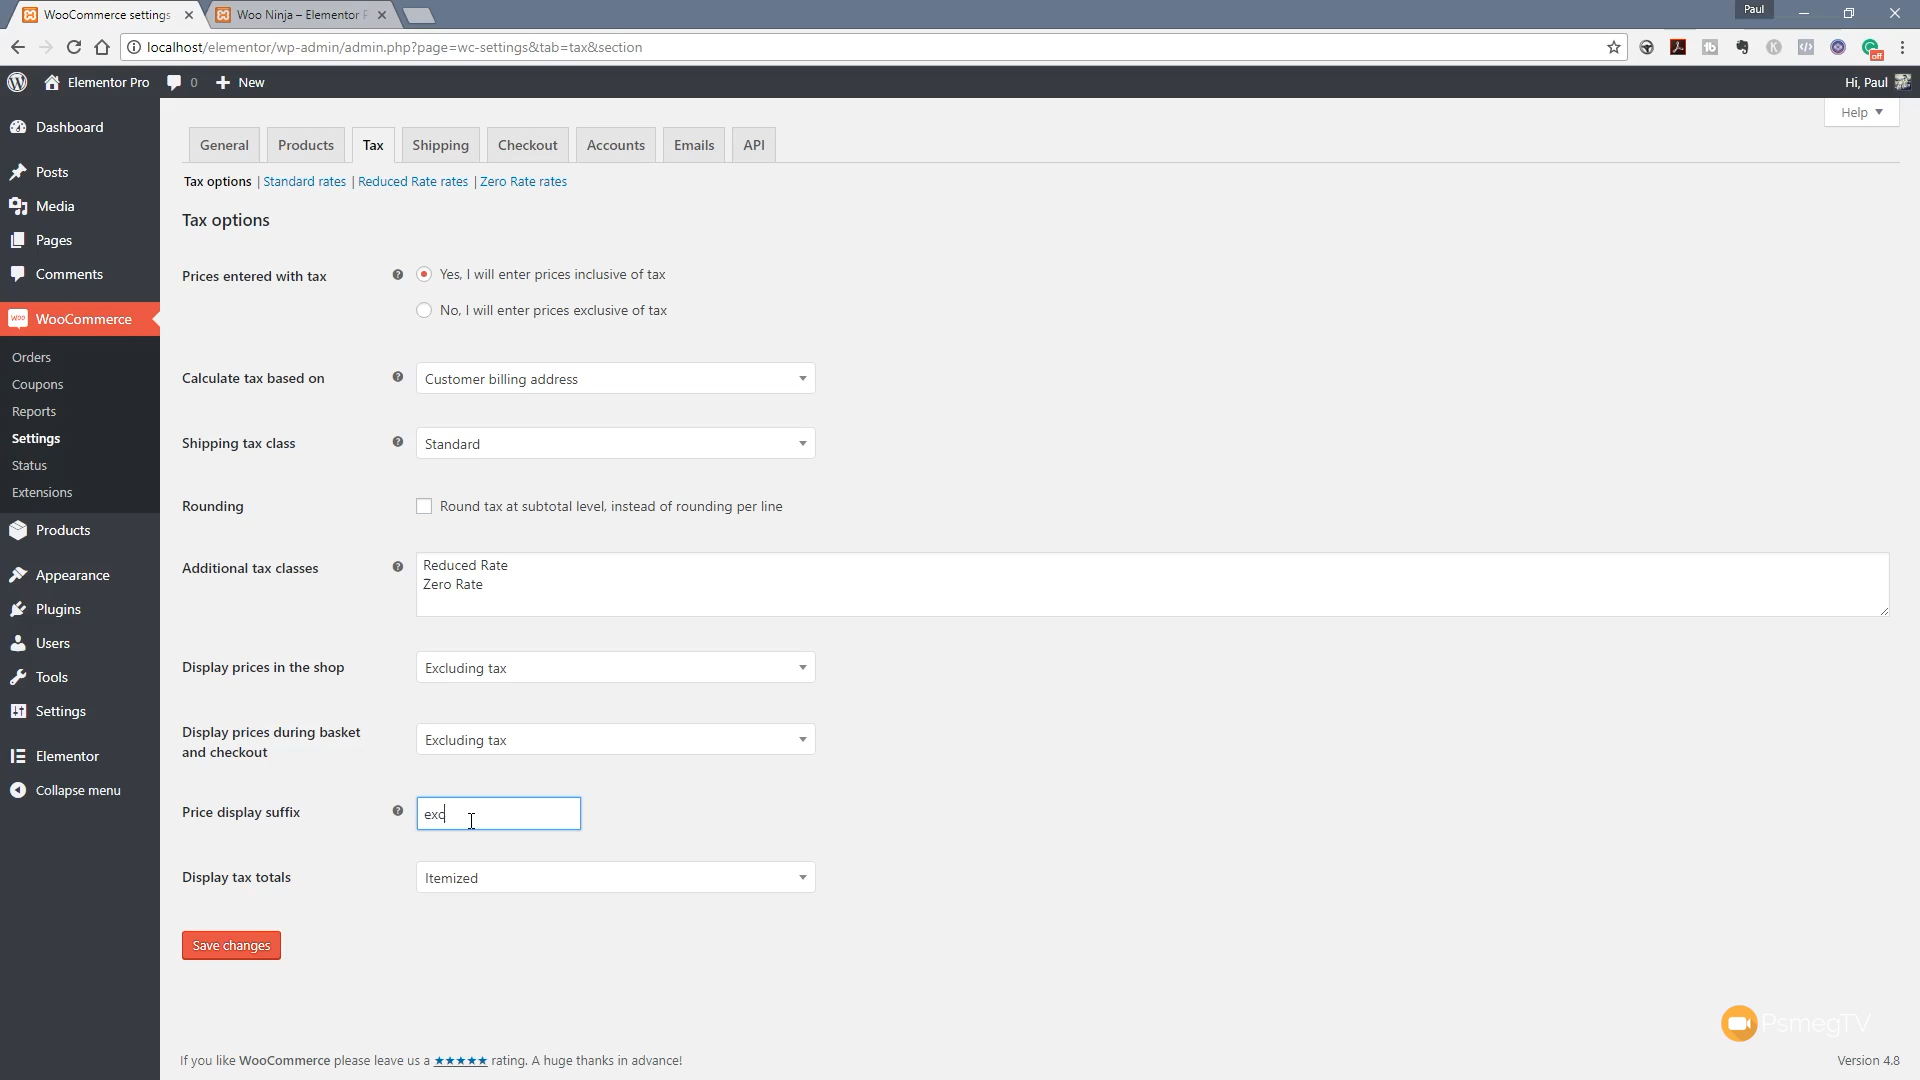 WooCommerce settings
Woo Ninja – Elementor P
Paul
localhost/elementor/wp-admin/admin.php?page=wc-settings&tab=tax&section
off
Elementor Pro
0
New
Hi, Paul
Help
Dashboard
Posts
Media
Pages
Comments
WooCommerce
Orders
Coupons
Reports
Settings
Status
Extensions
Products
Appearance
Plugins
Users
Tools
Settings
Elementor
Collapse menu
General
Products
Tax
Shipping
Checkout
Accounts
Emails
API
Tax options | Standard rates | Reduced Rate rates | Zero Rate rates
Tax options
Prices entered with tax
Yes, I will enter prices inclusive of tax
No, I will enter prices exclusive of tax
Calculate tax based on
Customer billing address
Shipping tax class
Standard
Rounding
Round tax at subtotal level, instead of rounding per line
Additional tax classes
Reduced Rate
Zero Rate
Display prices in the shop
Excluding tax
Display prices during basket
and checkout
Excluding tax
Price display suffix
exc
Display tax totals
Itemized
Save changes
PsmegTV
If you like WooCommerce please leave us a ★★★★★ rating. A huge thanks in advance!
Version 4.8